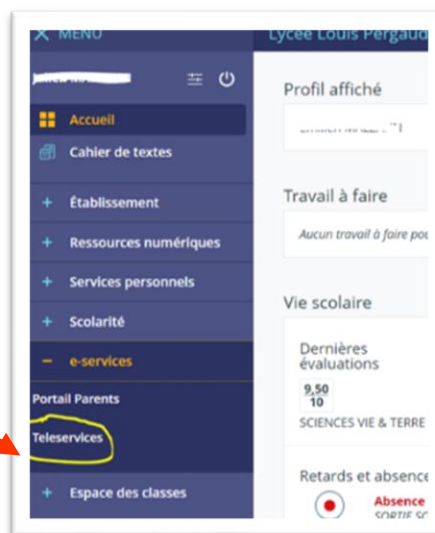 MENU
Lycée Louis Pergaud
Accueil
Cahier de textes
+ Établissement
+ Ressources numériques
+ Services personnels
+ Scolarité
− e-services
Portail Parents
Teleservices
+ Espace des classes
Profil affiché
Travail à faire
Aucun travail à faire pou
Vie scolaire
Dernières
évaluations
9,50
10
SCIENCES VIE & TERRE
Retards et absence
Absence
SORTIE SC